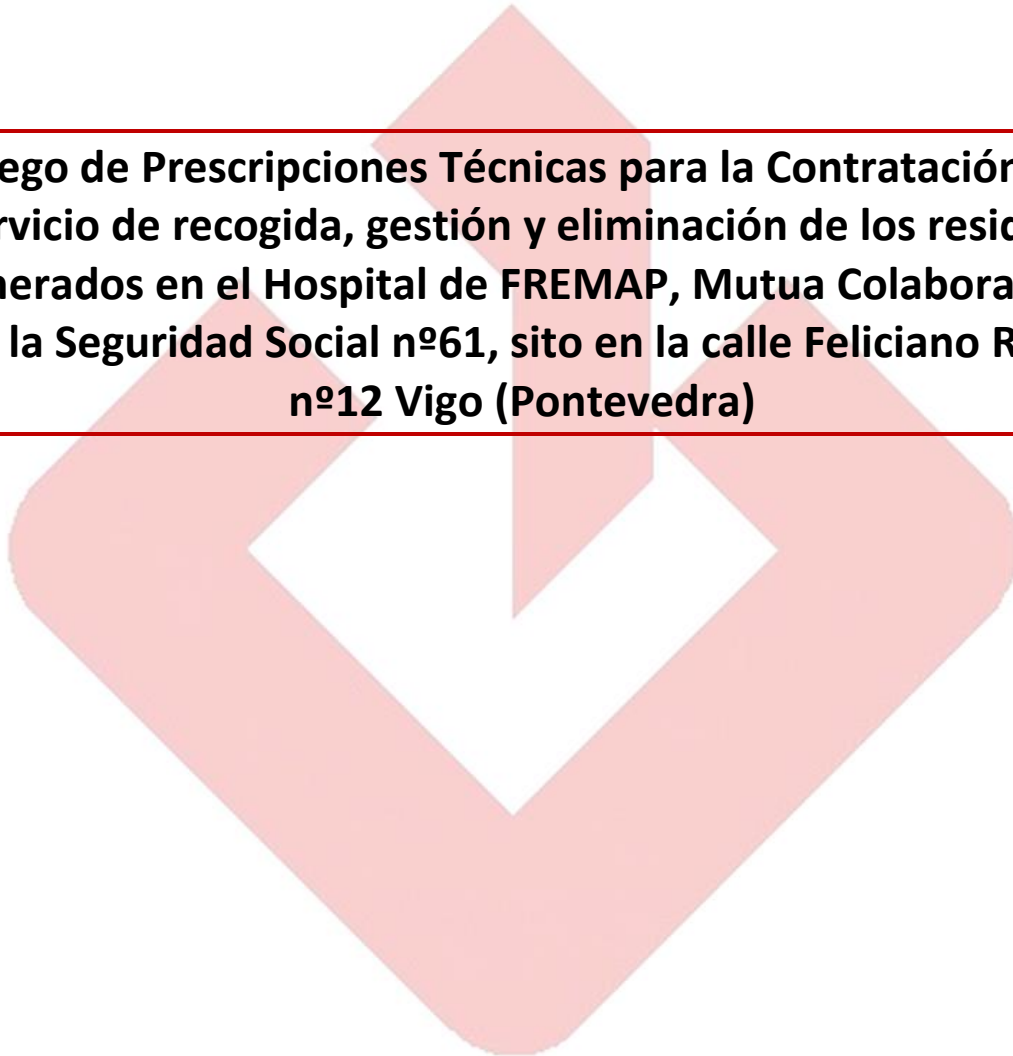 ego de Prescripciones Técnicas para la Contratación
rvicio de recogida, gestión y eliminación de los resid
nerados en el Hospital de FREMAP, Mutua Colabora
la Seguridad Social nº61, sito en la calle Feliciano R
nº12 Vigo (Pontevedra)